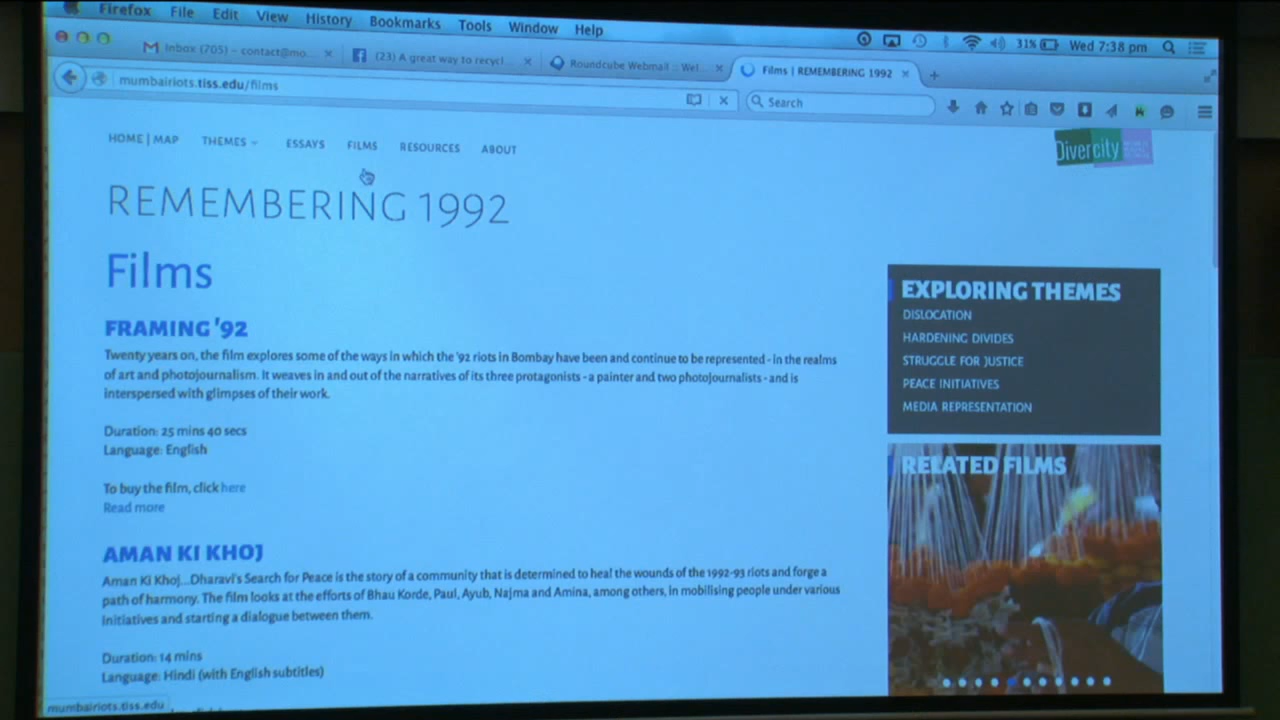 Firefox File Edit View History Bookmarks Tools Window Help 31% Wed 7:38 pm
Inbox (705) – contact@mo... (23) A great way to recycl... Roundcube Webmail :: Wel... Films | REMEMBERING 1992
mumbairiots.tiss.edu/films Search
HOME | MAP THEMES ESSAYS FILMS RESOURCES ABOUT
Divercity
REMEMBERING 1992
Films
FRAMING '92
Twenty years on, the film explores some of the ways in which the '92 riots in Bombay have been and continue to be represented - in the realms
of art and photojournalism. It weaves in and out of the narratives of its three protagonists - a painter and two photojournalists - and is
interspersed with glimpses of their work.
Duration: 25 mins 40 secs
Language: English
To buy the film, click here
Read more
AMAN KI KHOJ
Aman Ki Khoj...Dharavi's Search for Peace is the story of a community that is determined to heal the wounds of the 1992-93 riots and forge a
path of harmony. The film looks at the efforts of Bhau Korde, Paul, Ayub, Najma and Amina, among others, in mobilising people under various
initiatives and starting a dialogue between them.
Duration: 14 mins
Language: Hindi (with English subtitles)
EXPLORING THEMES
DISLOCATION
HARDENING DIVIDES
STRUGGLE FOR JUSTICE
PEACE INITIATIVES
MEDIA REPRESENTATION
RELATED FILMS
mumbairiots.tiss.edu